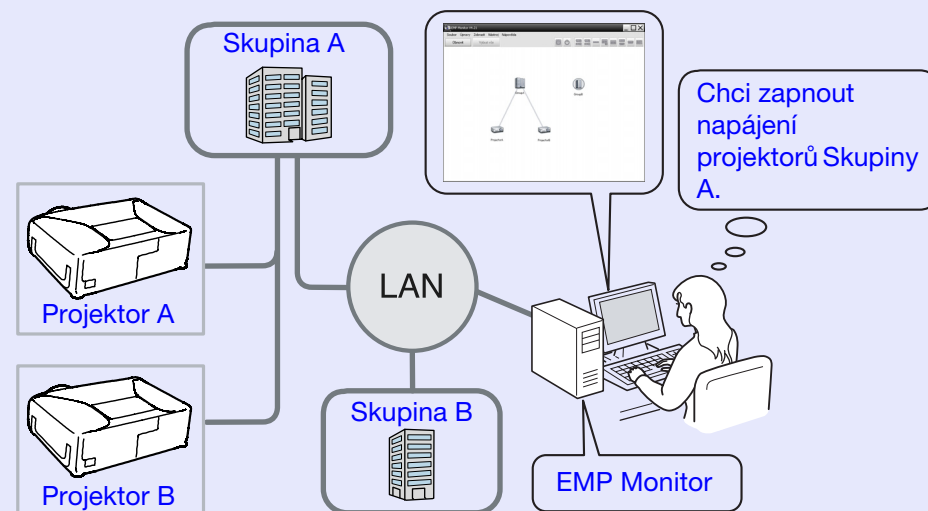 Skupina A
Chci zapnout
napájení
projektorů Skupiny
A.
Projektor A
LAN
Projektor B
Skupina B
EMP Monitor